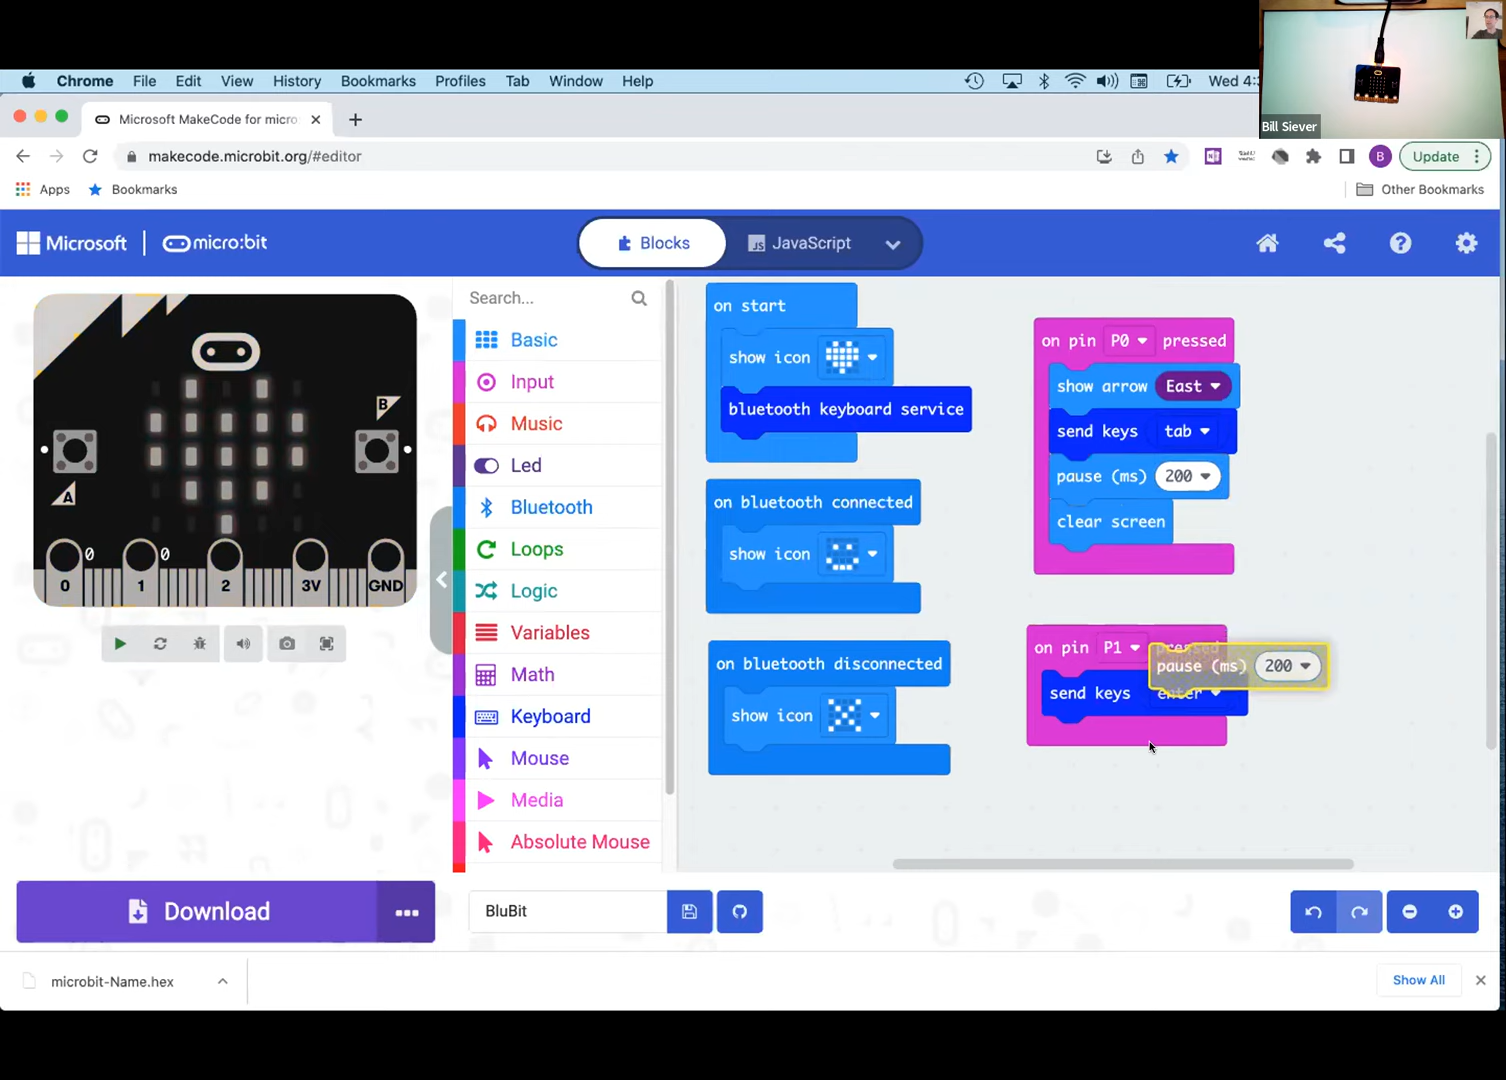 Bill Siever
Chrome File Edit View History Bookmarks Profiles Tab Window Help
Wed 4:
Microsoft MakeCode for micro
makecode.microbit.org/#editor
B
Update
Apps Bookmarks
Other Bookmarks
Microsoft micro:bit
Blocks
JS JavaScript
A
B
0 0
0 1 2 3V GND
Search...
Basic
Input
Music
Led
Bluetooth
Loops
Logic
Variables
Math
Keyboard
Mouse
Media
Absolute Mouse
on start
show icon
bluetooth keyboard service
on bluetooth connected
show icon
on bluetooth disconnected
show icon
on pin P0 pressed
show arrow East
send keys tab
pause (ms) 200
clear screen
on pin P1 pressed
pause (ms) 200
send keys enter
Download
BluBit
microbit-Name.hex
Show All